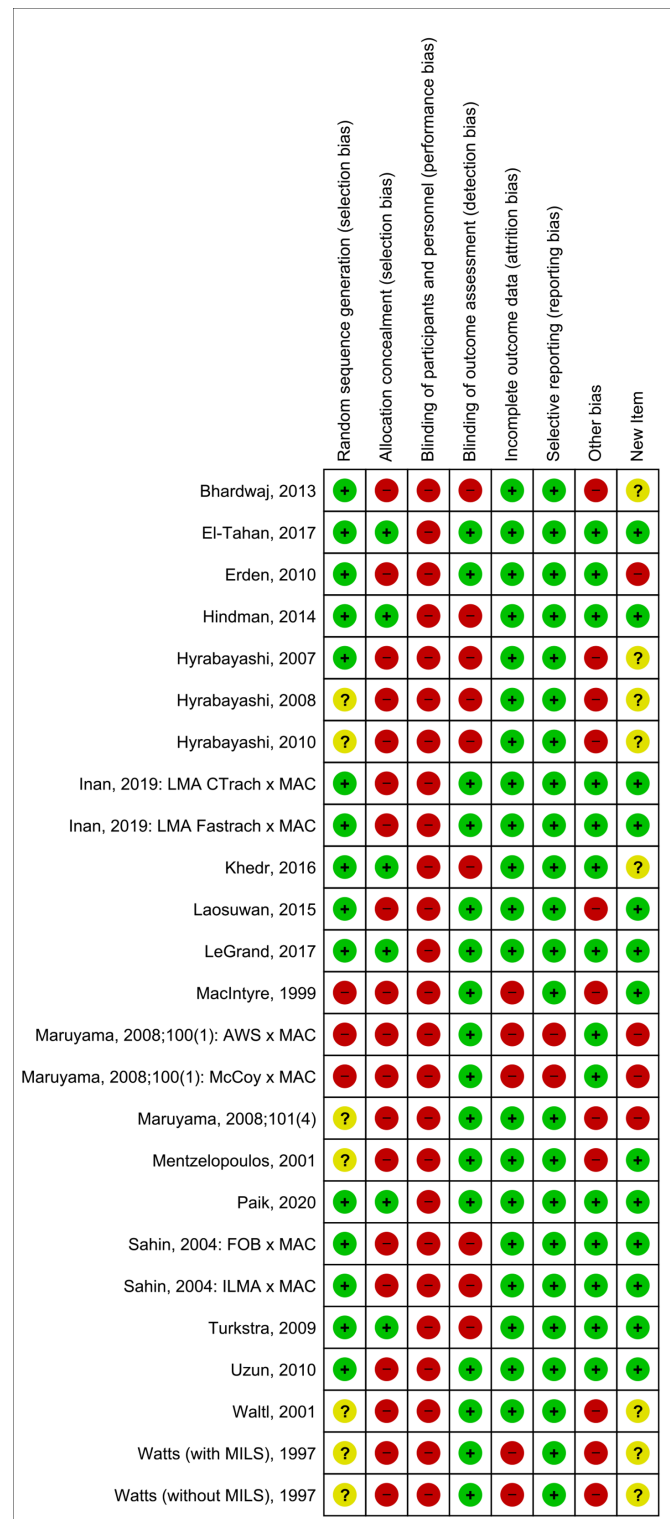 Random sequence generation (selection bias)
Allocation concealment (selection bias)
Blinding of participants and personnel (performance bias)
Blinding of outcome assessment (detection bias)
Incomplete outcome data (attrition bias)
Selective reporting (reporting bias)
Other bias
New Item
Bhardwaj, 2013 + − − − + + − ?
El-Tahan, 2017 + + − + + + + +
Erden, 2010 + − − + + + + −
Hindman, 2014 + + − − + + + +
Hyrabayashi, 2007 + − − − + + − ?
Hyrabayashi, 2008 ? − − − + + − ?
Hyrabayashi, 2010 ? − − − + + − ?
Inan, 2019: LMA CTrach x MAC + − − + + + + +
Inan, 2019: LMA Fastrach x MAC + − − + + + + +
Khedr, 2016 + + − − + + + ?
Laosuwan, 2015 + − − + + + − +
LeGrand, 2017 + + − + + + + +
MacIntyre, 1999 − − − + − + − +
Maruyama, 2008;100(1): AWS x MAC − − − + − − + −
Maruyama, 2008;100(1): McCoy x MAC − − − + − − + −
Maruyama, 2008;101(4) ? − − + + + − −
Mentzelopoulos, 2001 ? − − + + + − +
Paik, 2020 + + − + + + + +
Sahin, 2004: FOB x MAC + − − − + + + +
Sahin, 2004: ILMA x MAC + − − − + + + +
Turkstra, 2009 + + − − + + + +
Uzun, 2010 + − − + + + + +
Waltl, 2001 ? − − + + + − ?
Watts (with MILS), 1997 ? − − + − + − ?
Watts (without MILS), 1997 ? − − + − + − ?